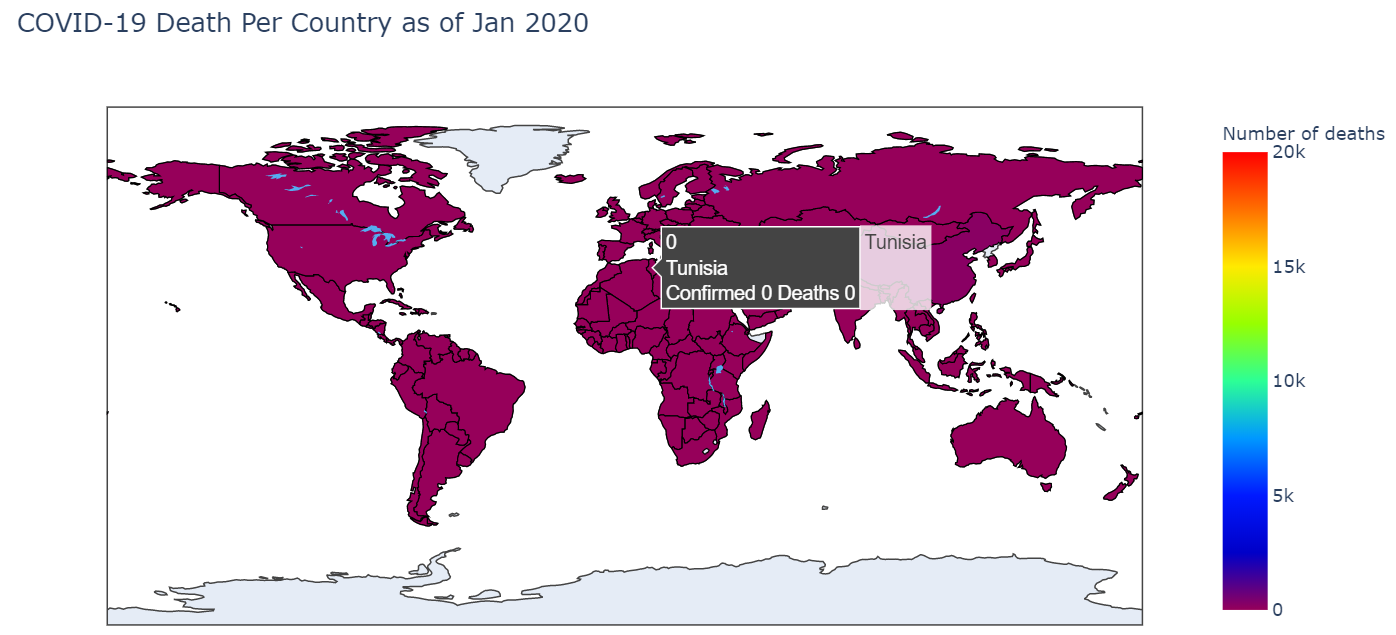 COVID-19 Death Per Country as of Jan 2020
Number of deaths
20k
15k
10k
5k
0
0
Tunisia
Confirmed 0 Deaths 0
Tunisia